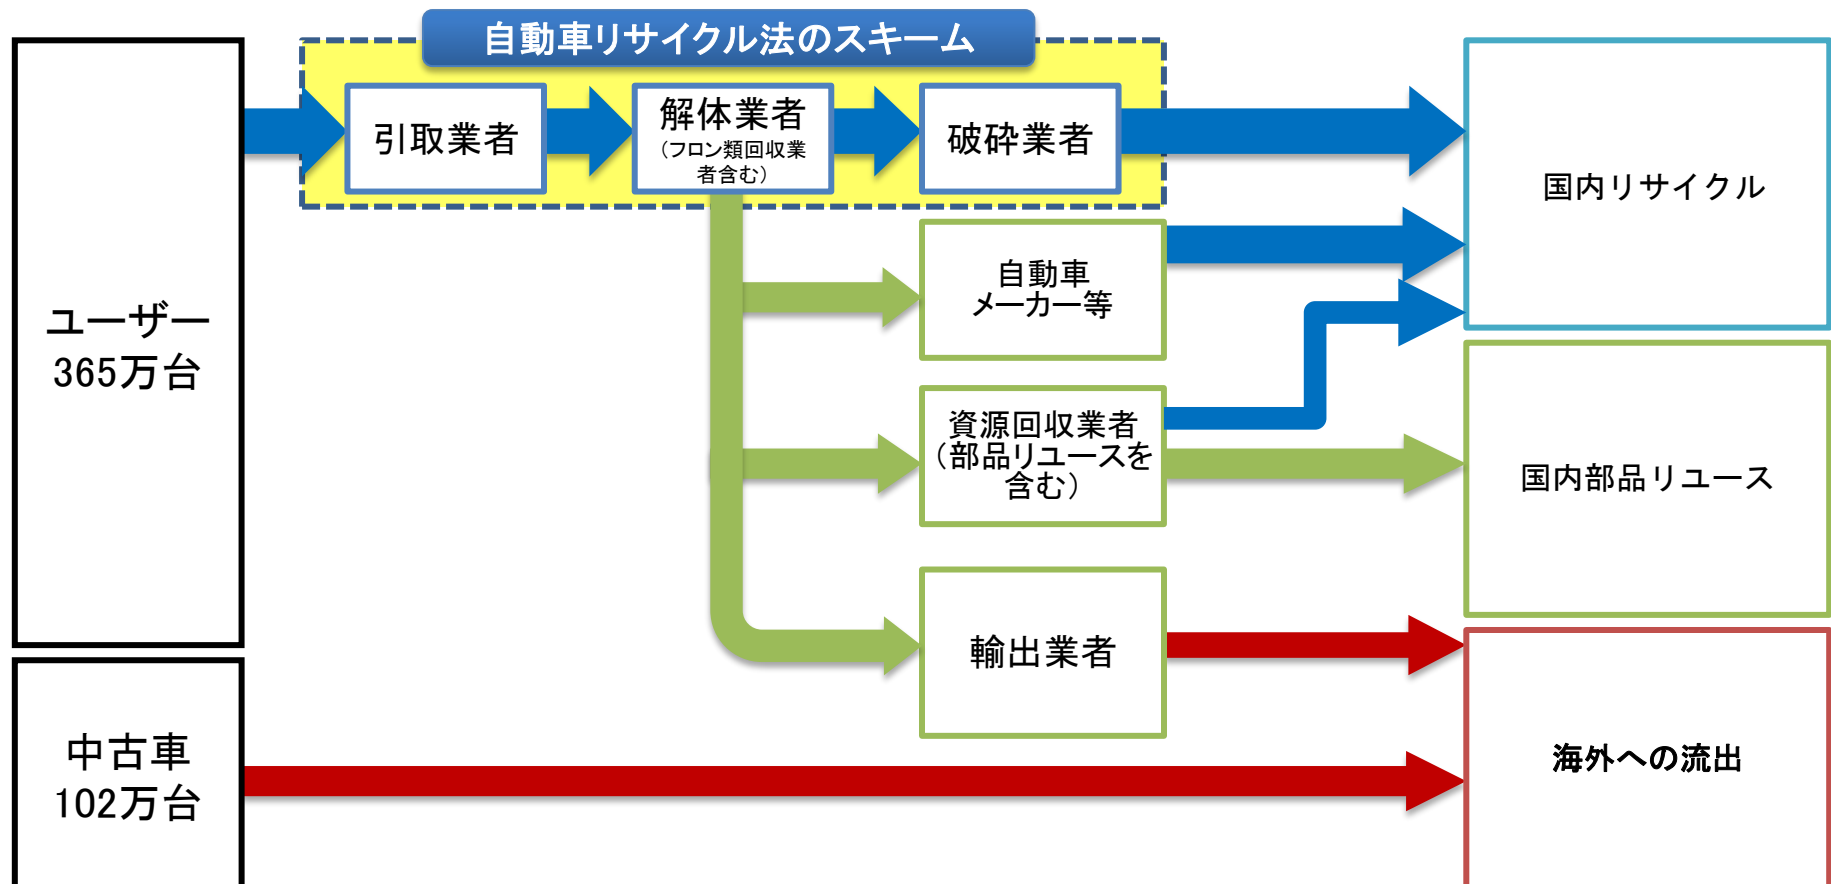 自動車リサイクル法のスキーム
引取業者
解体業者
（フロン類回収業
者含む）
破砕業者
国内リサイクル
ユーザー
365万台
自動車
メーカー等
資源回収業者
（部品リユースを
含む）
国内部品リユース
輸出業者
中古車
102万台
海外への流出